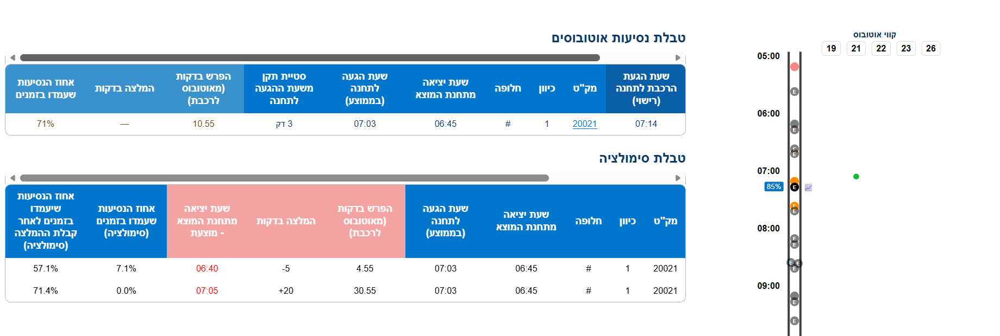 טבלת נסיעות אוטובוסים
שעת הגעת הרכבת לתחנה (רישוי) מק"ט כיוון חלופה שעת יציאה מתחנת המוצא שעת הגעה לתחנה (בממוצע) סטיית תקן משעת ההגעה לתחנה הפרש בדקות (מאוטובוס לרכבת) המלצה בדקות אחוז הנסיעות שעמדו בזמנים
07:14 20021 1 # 06:45 07:03 3 דק 10.55 — 71%
טבלת סימולציה
מק"ט כיוון חלופה שעת יציאה מתחנת המוצא שעת הגעה לתחנה (בממוצע) הפרש בדקות (מאוטובוס לרכבת) המלצה בדקות שעת יציאה מתחנת המוצא - מוצעת אחוז הנסיעות שעמדו בזמנים (סימולציה) אחוז הנסיעות שיעמדו בזמנים לאחר קבלת ההמלצה (סימולציה)
20021 1 # 06:45 07:03 4.55 -5 06:40 7.1% 57.1%
20021 1 # 06:45 07:03 30.55 +20 07:05 0.0% 71.4%
קווי אוטובוס
19 21 22 23 26
05:00
E
06:00
E
E
E
07:00
85% E
E
E
08:00
E
E
E E
E
09:00
E
E